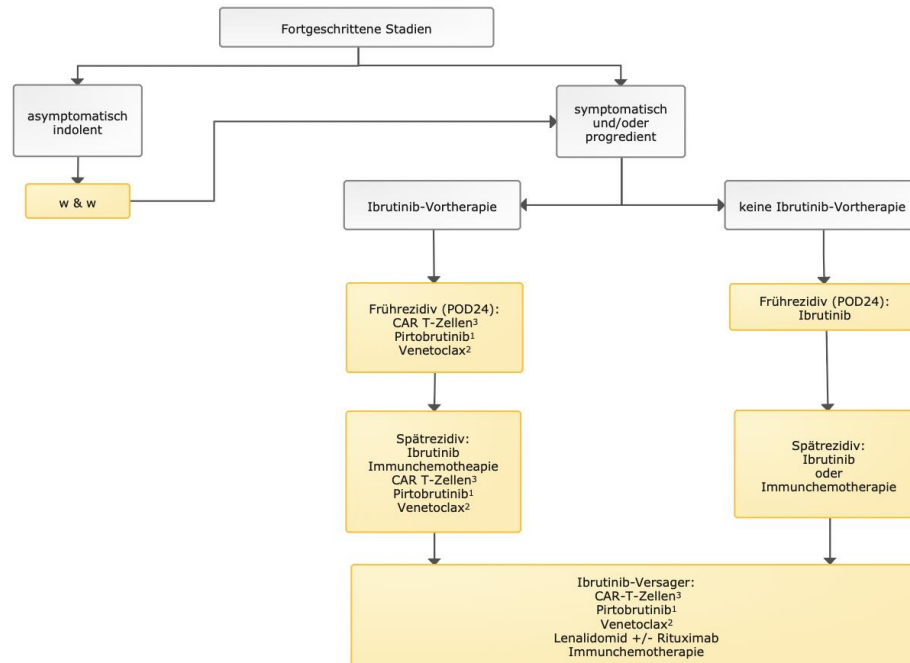 Fortgeschrittene Stadien
asymptomatisch
indolent
symptomatisch
und/oder
progredient
w & w
Ibrutinib-Vortherapie
keine Ibrutinib-Vortherapie
Frührezidiv (POD24):
CAR T-Zellen³
Pirtobrutinib¹
Venetoclax²
Frührezidiv (POD24):
Ibrutinib
Spätrezidiv:
Ibrutinib
Immunchemotheapie
CAR T-Zellen³
Pirtobrutinib¹
Venetoclax²
Spätrezidiv:
Ibrutinib
oder
Immunchemotherapie
Ibrutinib-Versager:
CAR-T-Zellen³
Pirtobrutinib¹
Venetoclax²
Lenalidomid +/- Rituximab
Immunchemotherapie